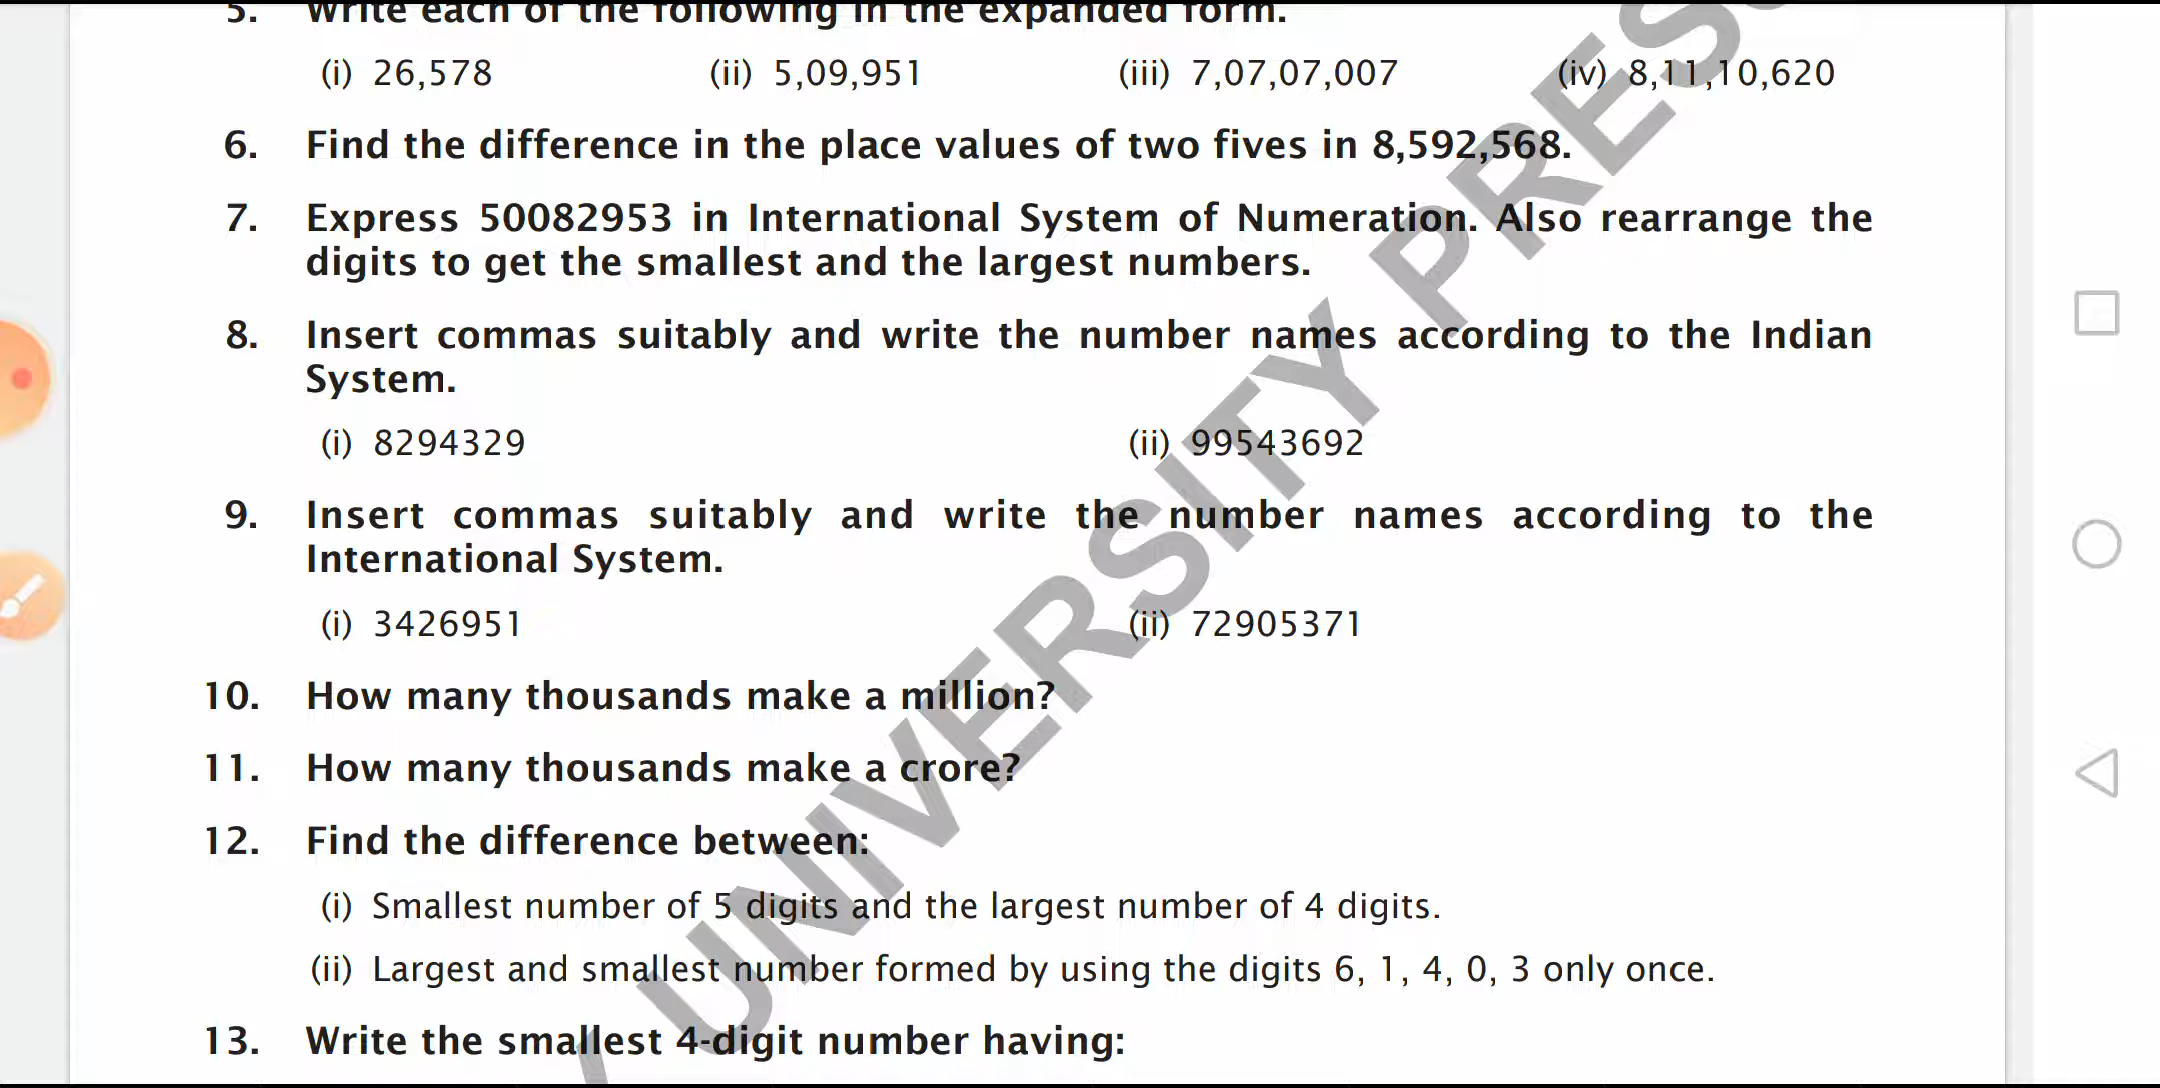 5. Write each of the following in the expanded form.
(i) 26,578 (ii) 5,09,951 (iii) 7,07,07,007 (iv) 8,11,10,620
6. Find the difference in the place values of two fives in 8,592,568.
7. Express 50082953 in International System of Numeration. Also rearrange the
digits to get the smallest and the largest numbers.
8. Insert commas suitably and write the number names according to the Indian
System.
(i) 8294329 (ii) 99543692
9. Insert commas suitably and write the number names according to the
International System.
(i) 3426951 (ii) 72905371
10. How many thousands make a million?
11. How many thousands make a crore?
12. Find the difference between:
(i) Smallest number of 5 digits and the largest number of 4 digits.
(ii) Largest and smallest number formed by using the digits 6, 1, 4, 0, 3 only once.
13. Write the smallest 4-digit number having:
UNIVERSITY PRESS